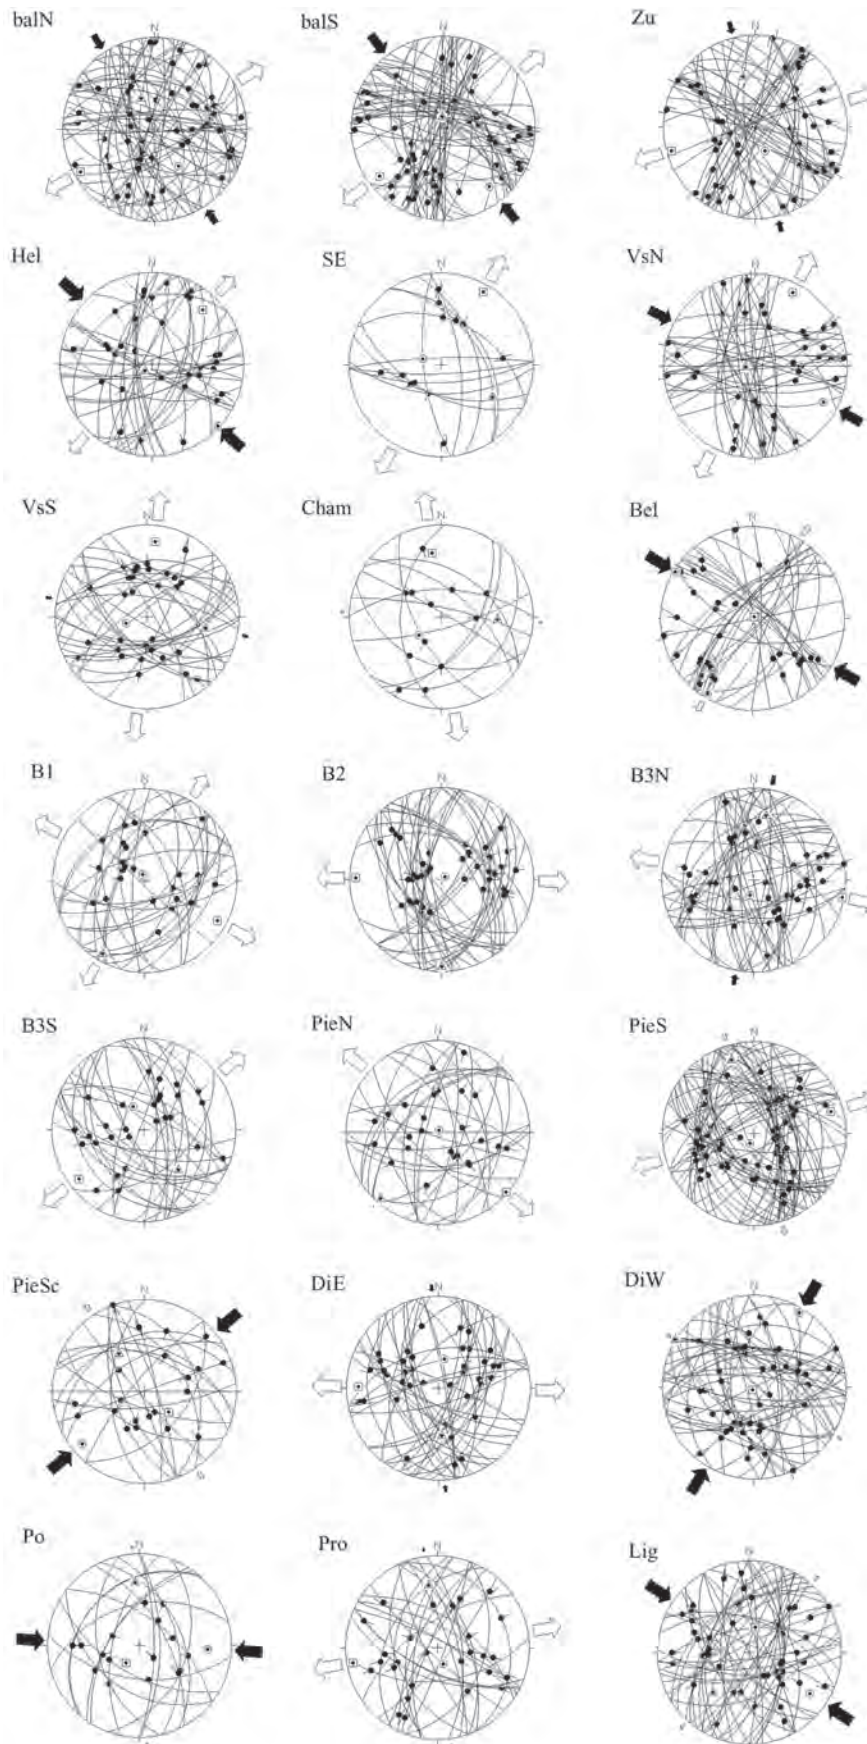 balN balS Zu
N N N
Hel SE VsN
N N N
VsS Cham Bel
N N N
B1 B2 B3N
N N N
B3S PieN PieS
N N N
PieSc DiE DiW
N N N
Po Pro Lig
N N N